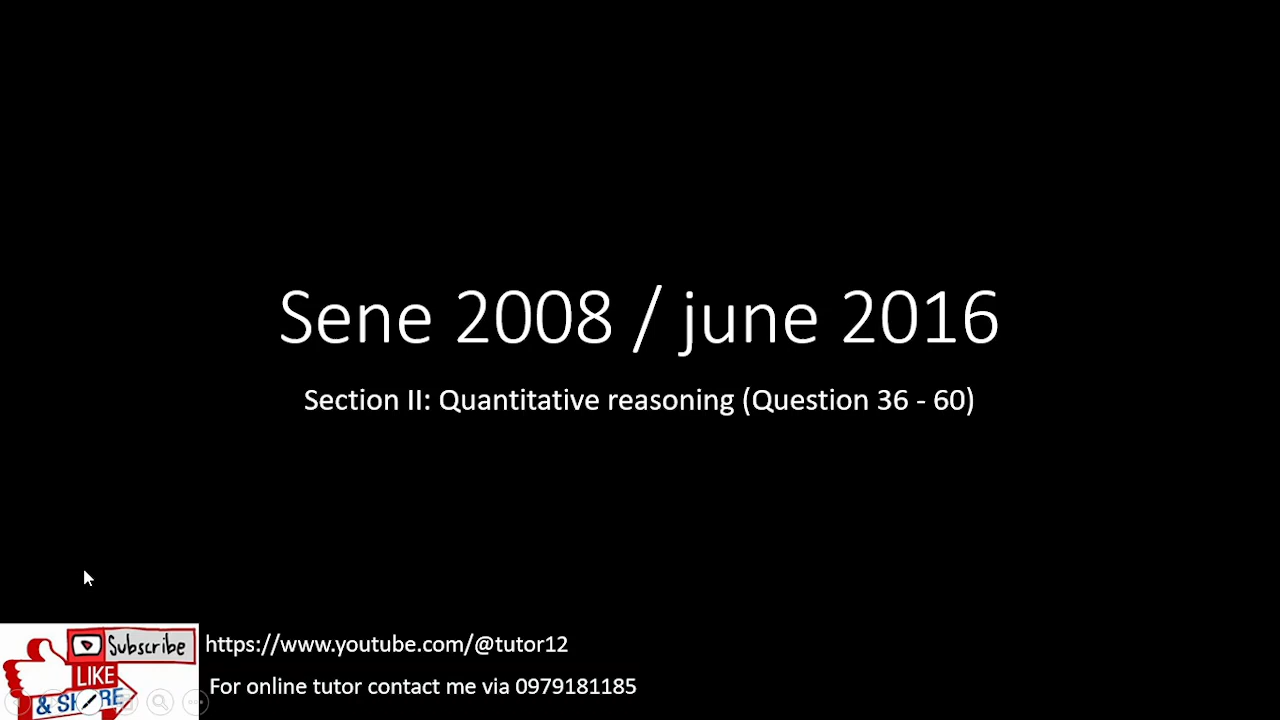 Sene 2008 / june 2016
Section II: Quantitative reasoning (Question 36 - 60)
Subscribe
https://www.youtube.com/@tutor12
LIKE
& SHARE
For online tutor contact me via 0979181185